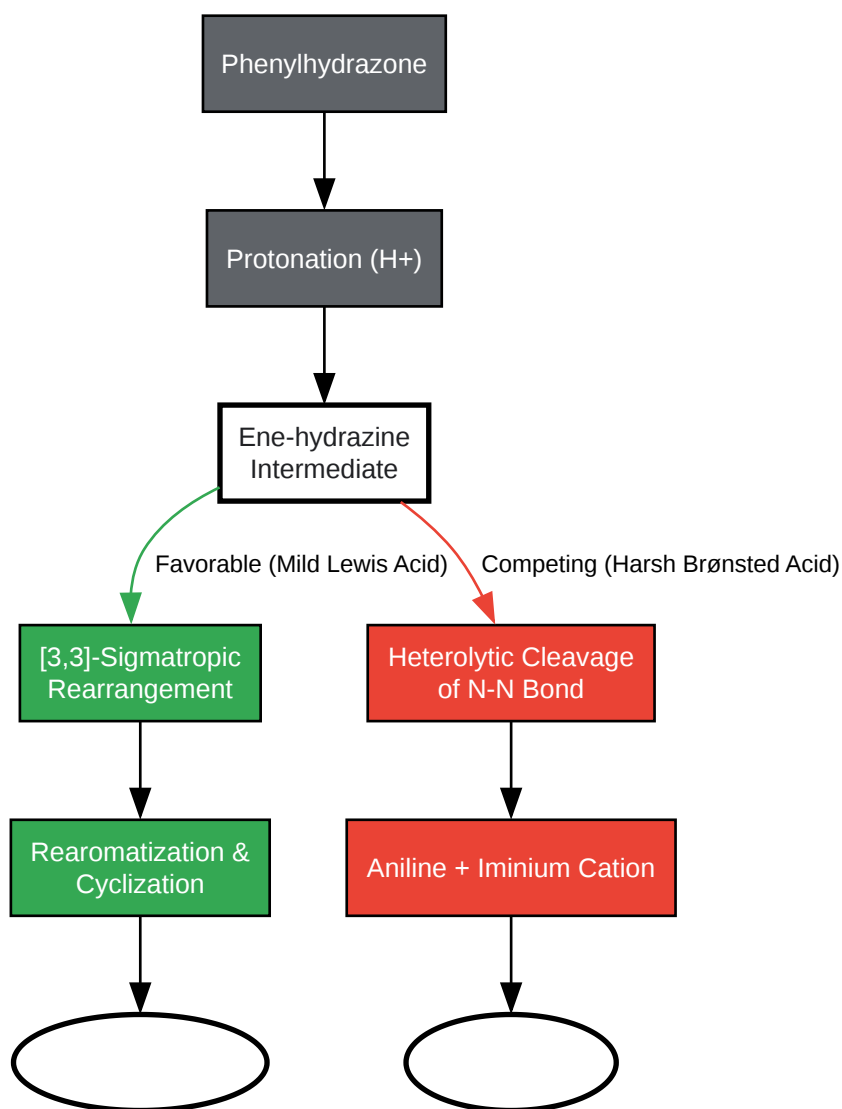 Phenylhydrazone
Protonation (H+)
Ene-hydrazine
Intermediate
Favorable (Mild Lewis Acid)
Competing (Harsh Brønsted Acid)
[3,3]-Sigmatropic
Rearrangement
Heterolytic Cleavage
of N-N Bond
Rearomatization &
Cyclization
Aniline + Iminium Cation